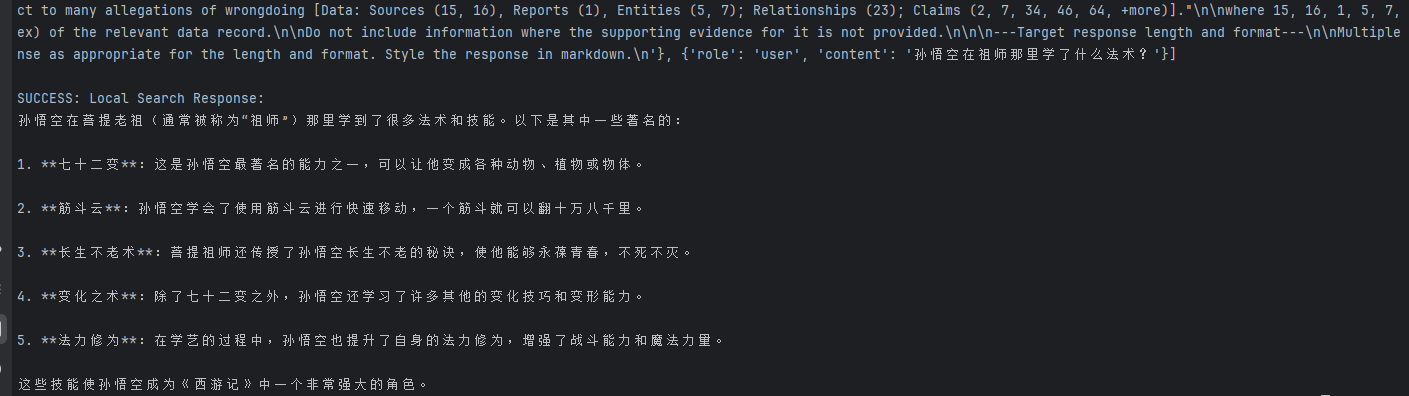 ct to many allegations of wrongdoing [Data: Sources (15, 16), Reports (1), Entities (5, 7); Relationships (23); Claims (2, 7, 34, 46, 64, +more)]."\n\nwhere 15, 16, 1, 5, 7,
ex) of the relevant data record.\n\nDo not include information where the supporting evidence for it is not provided.\n\n\n---Target response length and format---\n\nMultiple
nse as appropriate for the length and format. Style the response in markdown.\n'}, {'role': 'user', 'content': '孙悟空在祖师那里学了什么法术？'}]
SUCCESS: Local Search Response:
孙悟空在菩提老祖（通常被称为“祖师”）那里学到了很多法术和技能。以下是其中一些著名的：
1. **七十二变**：这是孙悟空最著名的能力之一，可以让他变成各种动物、植物或物体。
2. **筋斗云**：孙悟空学会了使用筋斗云进行快速移动，一个筋斗就可以翻十万八千里。
3. **长生不老术**：菩提祖师还传授了孙悟空长生不老的秘诀，使他能够永葆青春，不死不灭。
4. **变化之术**：除了七十二变之外，孙悟空还学习了许多其他的变化技巧和变形能力。
5. **法力修为**：在学艺的过程中，孙悟空也提升了自身的法力修为，增强了战斗能力和魔法力量。
这些技能使孙悟空成为《西游记》中一个非常强大的角色。